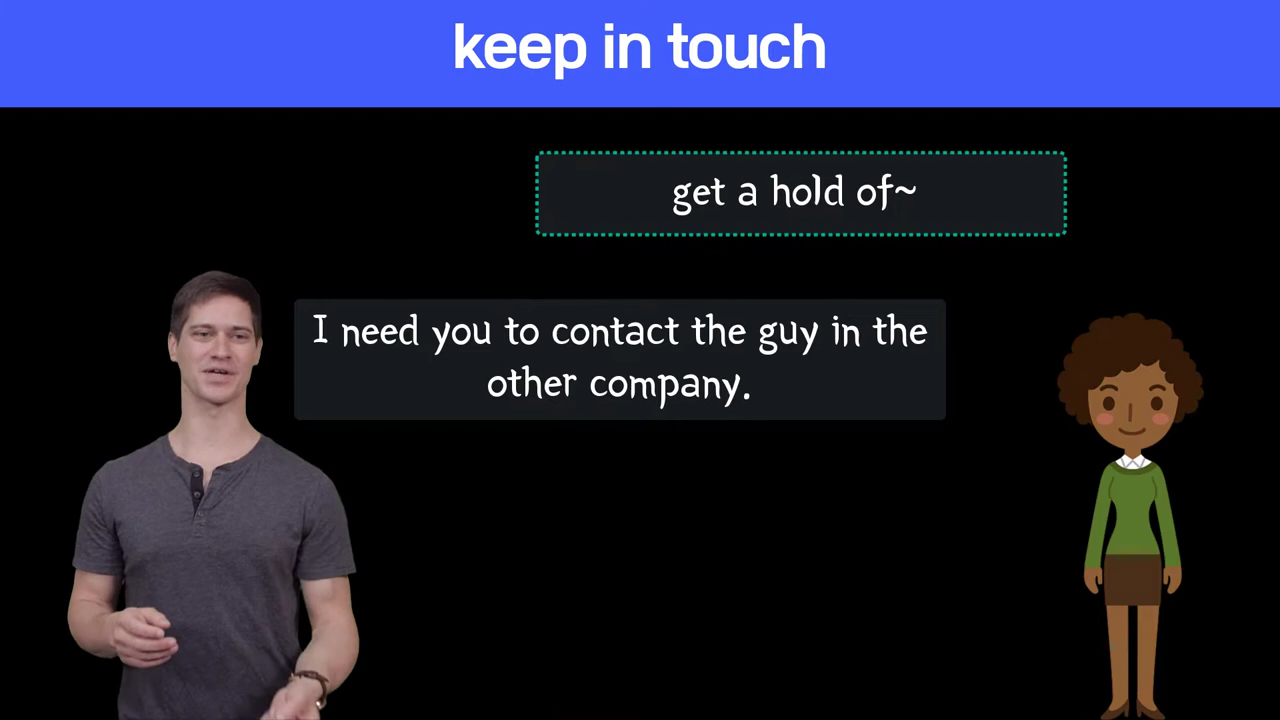 keep in touch
get a hold of~
I need you to contact the guy in the
other company.